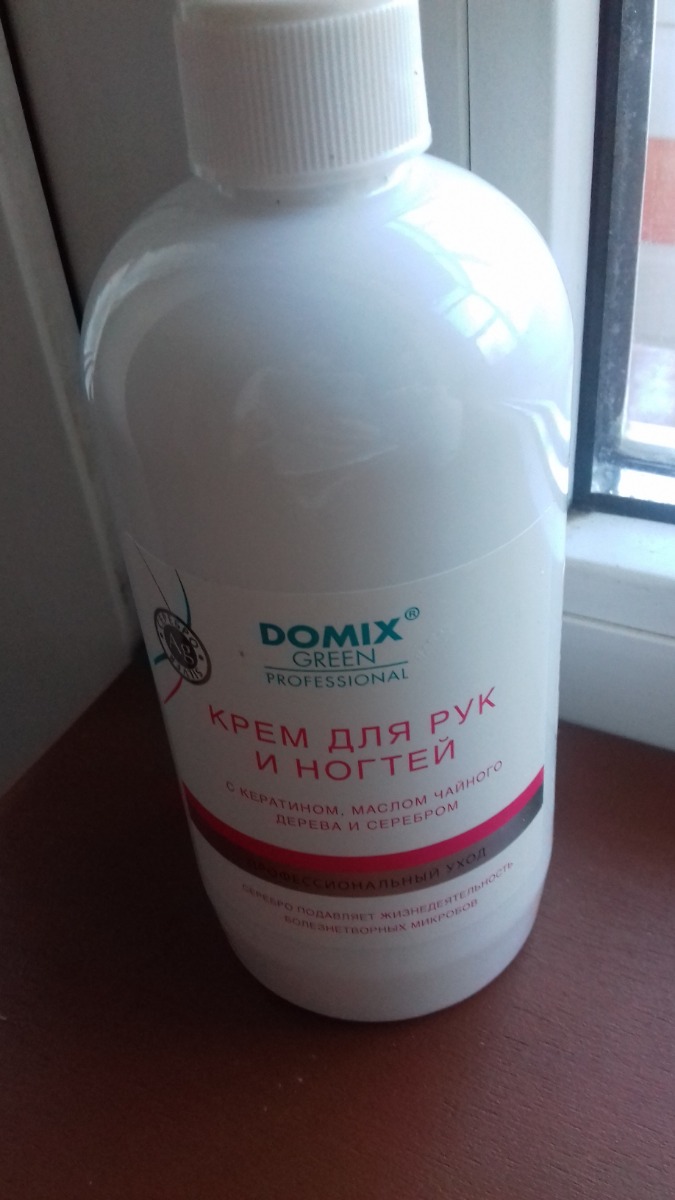 DOMIX®
GREEN
PROFESSIONAL
КРЕМ ДЛЯ РУК
И НОГТЕЙ
С КЕРАТИНОМ, МАСЛОМ ЧАЙНОГО
ДЕРЕВА И СЕРЕБРОМ
ПРОФЕССИОНАЛЬНЫЙ УХОД
СЕРЕБРО ПОДАВЛЯЕТ ЖИЗНЕДЕЯТЕЛЬНОСТЬ
БОЛЕЗНЕТВОРНЫХ МИКРОБОВ